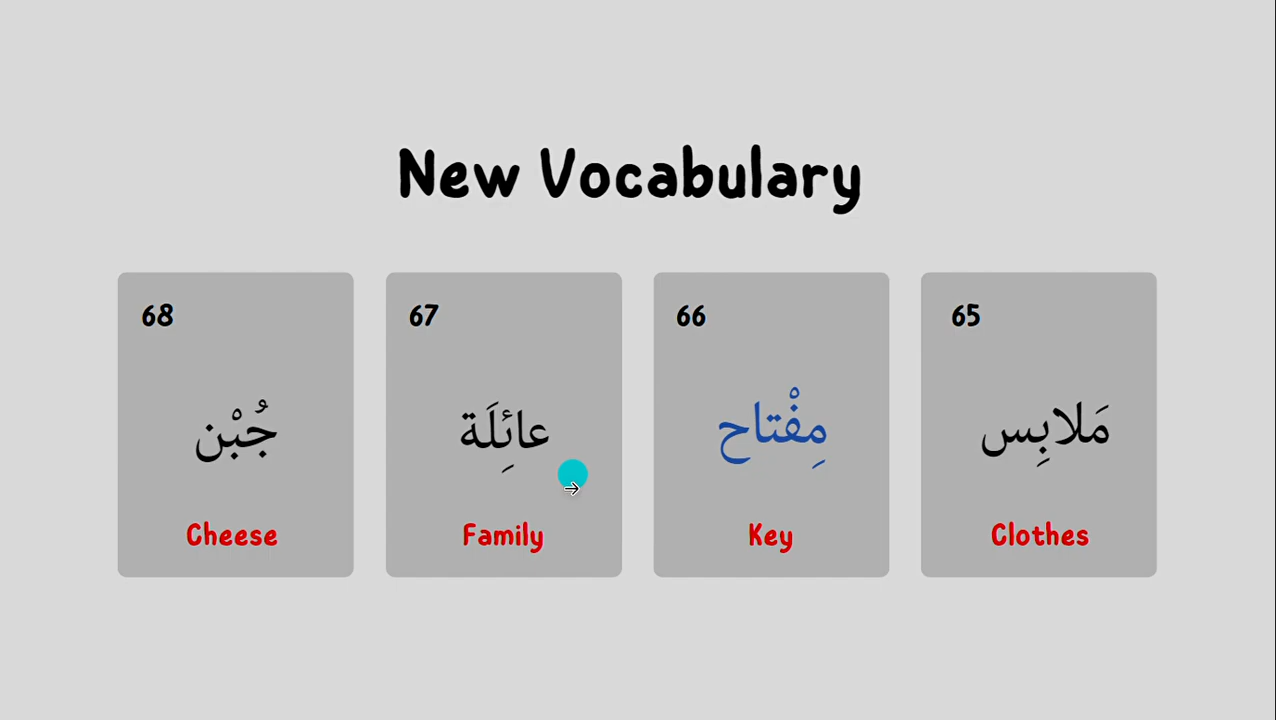 New Vocabulary
65
مَلابِس
Clothes
66
مِفْتاح
Key
67
عائِلَة
Family
68
جُبْن
Cheese